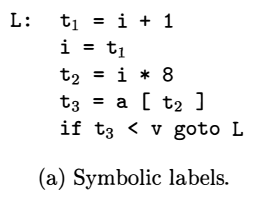 L: t₁ = i + 1
i = t₁
t₂ = i * 8
t₃ = a [ t₂ ]
if t₃ < v goto L
(a) Symbolic labels.